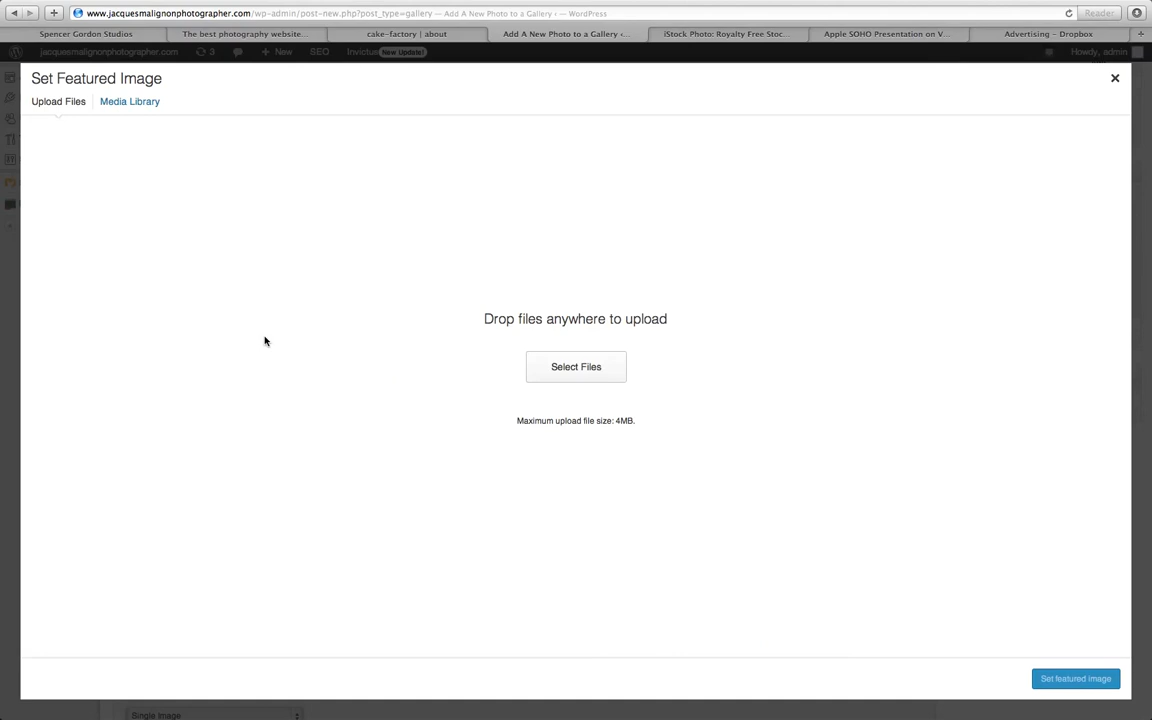 www.jacquesmalignonphotographer.com/wp-admin/post-new.php?post_type=gallery — Add A New Photo to a Gallery ‹ — WordPress
Reader
Spencer Gordon Studios
The best photography website...
cake-factory | about
Add A New Photo to a Gallery ‹...
iStock Photo: Royalty Free Stoc...
Apple SOHO Presentation on V...
Advertising – Dropbox
jacquesmalignonphotographer.com
3
+ New
SEO
Invictus New Update!
Howdy, admin
Set Featured Image
Upload Files
Media Library
Drop files anywhere to upload
Select Files
Maximum upload file size: 4MB.
Set featured image
Single Image